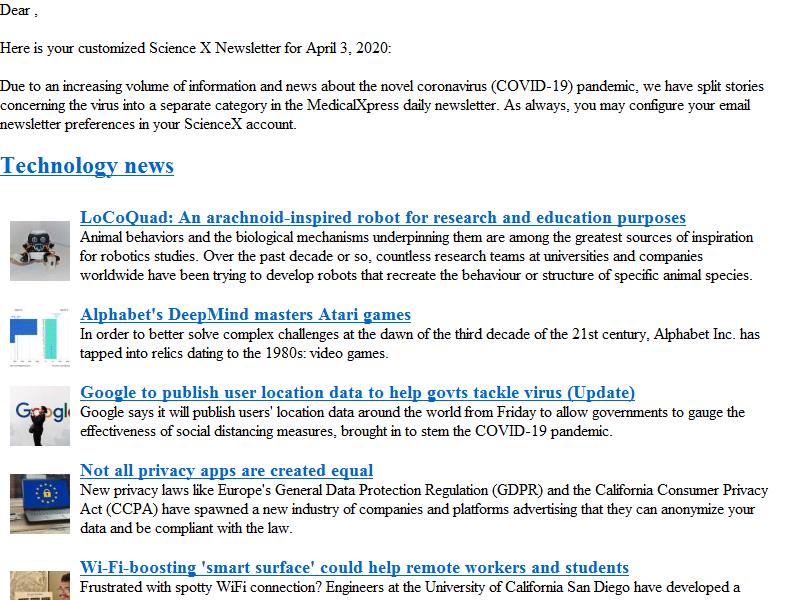 Dear ,
Here is your customized Science X Newsletter for April 3, 2020:
Due to an increasing volume of information and news about the novel coronavirus (COVID-19) pandemic, we have split stories
concerning the virus into a separate category in the MedicalXpress daily newsletter. As always, you may configure your email
newsletter preferences in your ScienceX account.
Technology news
LoCoQuad: An arachnoid-inspired robot for research and education purposes
Animal behaviors and the biological mechanisms underpinning them are among the greatest sources of inspiration
for robotics studies. Over the past decade or so, countless research teams at universities and companies
worldwide have been trying to develop robots that recreate the behaviour or structure of specific animal species.
Alphabet's DeepMind masters Atari games
In order to better solve complex challenges at the dawn of the third decade of the 21st century, Alphabet Inc. has
tapped into relics dating to the 1980s: video games.
Google to publish user location data to help govts tackle virus (Update)
Google says it will publish users' location data around the world from Friday to allow governments to gauge the
effectiveness of social distancing measures, brought in to stem the COVID-19 pandemic.
Not all privacy apps are created equal
New privacy laws like Europe's General Data Protection Regulation (GDPR) and the California Consumer Privacy
Act (CCPA) have spawned a new industry of companies and platforms advertising that they can anonymize your
data and be compliant with the law.
Wi-Fi-boosting 'smart surface' could help remote workers and students
Frustrated with spotty WiFi connection? Engineers at the University of California San Diego have developed a